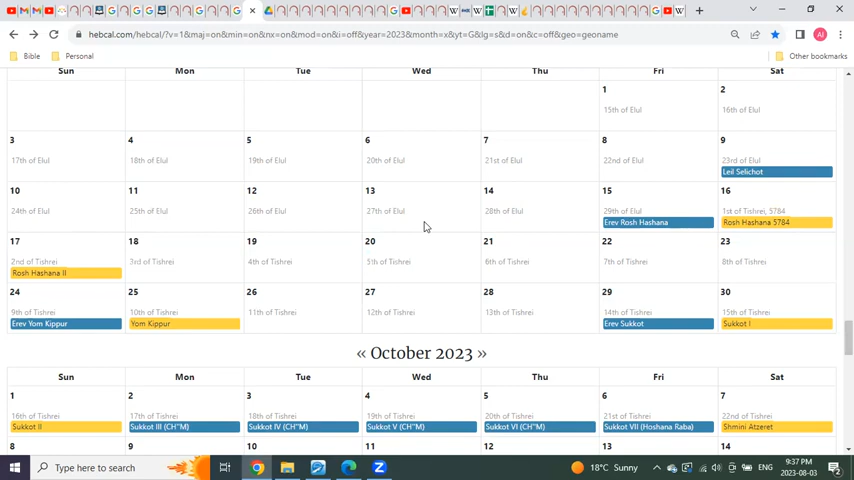 hebcal.com/hebcal?v=1&maj=on&min=on&nx=on&mod=on&i=off&year=2023&month=x&yt=G&lg=s&d=on&c=off&geo=geoname
Bible Personal Other bookmarks
Sun Mon Tue Wed Thu Fri Sat
1 2
15th of Elul 16th of Elul
3 4 5 6 7 8 9
17th of Elul 18th of Elul 19th of Elul 20th of Elul 21st of Elul 22nd of Elul 23rd of Elul
Leil Selichot
10 11 12 13 14 15 16
24th of Elul 25th of Elul 26th of Elul 27th of Elul 28th of Elul 29th of Elul 1st of Tishrei, 5784
Erev Rosh Hashana Rosh Hashana 5784
17 18 19 20 21 22 23
2nd of Tishrei 3rd of Tishrei 4th of Tishrei 5th of Tishrei 6th of Tishrei 7th of Tishrei 8th of Tishrei
Rosh Hashana II
24 25 26 27 28 29 30
9th of Tishrei 10th of Tishrei 11th of Tishrei 12th of Tishrei 13th of Tishrei 14th of Tishrei 15th of Tishrei
Erev Yom Kippur Yom Kippur Erev Sukkot Sukkot I
« October 2023 »
Sun Mon Tue Wed Thu Fri Sat
1 2 3 4 5 6 7
16th of Tishrei 17th of Tishrei 18th of Tishrei 19th of Tishrei 20th of Tishrei 21st of Tishrei 22nd of Tishrei
Sukkot II Sukkot III (CH"M) Sukkot IV (CH"M) Sukkot V (CH"M) Sukkot VI (CH"M) Sukkot VII (Hoshana Raba) Shmini Atzeret
8 9 10 11 12 13 14
Type here to search 18°C Sunny ENG 9:37 PM
2023-08-03 2